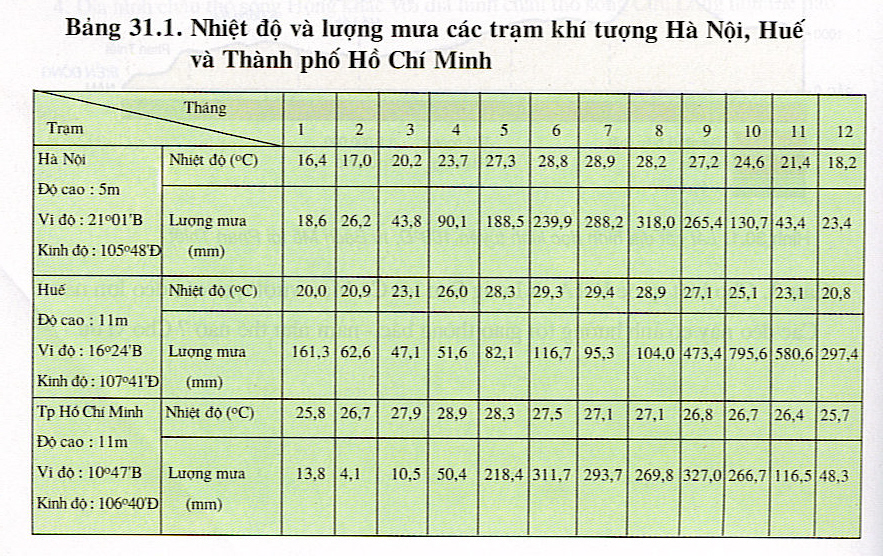 Bảng 31.1. Nhiệt độ và lượng mưa các trạm khí tượng Hà Nội, Huế
và Thành phố Hồ Chí Minh
Tháng
Trạm 1 2 3 4 5 6 7 8 9 10 11 12
Hà Nội Nhiệt độ (ºC) 16,4 17,0 20,2 23,7 27,3 28,8 28,9 28,2 27,2 24,6 21,4 18,2
Độ cao : 5m
Vi độ : 21º01'B Lượng mưa 18,6 26,2 43,8 90,1 188,5 239,9 288,2 318,0 265,4 130,7 43,4 23,4
Kinh độ : 105º48'Đ (mm)
Huế Nhiệt độ (ºC) 20,0 20,9 23,1 26,0 28,3 29,3 29,4 28,9 27,1 25,1 23,1 20,8
Độ cao : 11m
Vi độ : 16º24'B Lượng mưa 161,3 62,6 47,1 51,6 82,1 116,7 95,3 104,0 473,4 795,6 580,6 297,4
Kinh độ : 107º41'Đ (mm)
Tp Hồ Chí Minh Nhiệt độ (ºC) 25,8 26,7 27,9 28,9 28,3 27,5 27,1 27,1 26,8 26,7 26,4 25,7
Độ cao : 11m
Vi độ : 10º47'B Lượng mưa 13,8 4,1 10,5 50,4 218,4 311,7 293,7 269,8 327,0 266,7 116,5 48,3
Kinh độ : 106º40'Đ (mm)